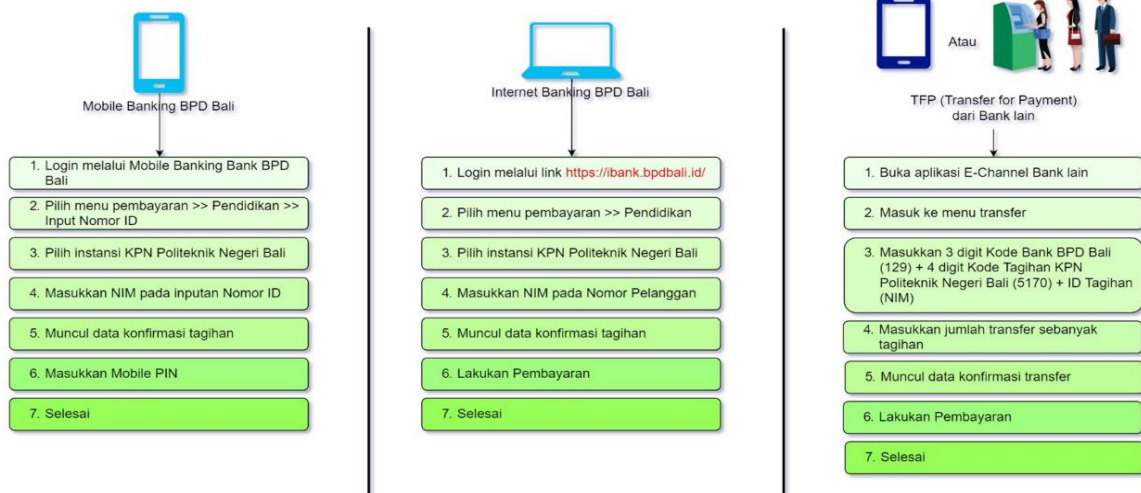 Mobile Banking BPD Bali
1. Login melalui Mobile Banking Bank BPD
Bali
2. Pilih menu pembayaran >> Pendidikan >>
Input Nomor ID
3. Pilih instansi KPN Politeknik Negeri Bali
4. Masukkan NIM pada inputan Nomor ID
5. Muncul data konfirmasi tagihan
6. Masukkan Mobile PIN
7. Selesai
Internet Banking BPD Bali
1. Login melalui link https://ibank.bpdbali.id/
2. Pilih menu pembayaran >> Pendidikan
3. Pilih instansi KPN Politeknik Negeri Bali
4. Masukkan NIM pada Nomor Pelanggan
5. Muncul data konfirmasi tagihan
6. Lakukan Pembayaran
7. Selesai
Atau
TFP (Transfer for Payment)
dari Bank lain
1. Buka aplikasi E-Channel Bank lain
2. Masuk ke menu transfer
3. Masukkan 3 digit Kode Bank BPD Bali
(129) + 4 digit Kode Tagihan KPN
Politeknik Negeri Bali (5170) + ID Tagihan
(NIM)
4. Masukkan jumlah transfer sebanyak
tagihan
5. Muncul data konfirmasi transfer
6. Lakukan Pembayaran
7. Selesai